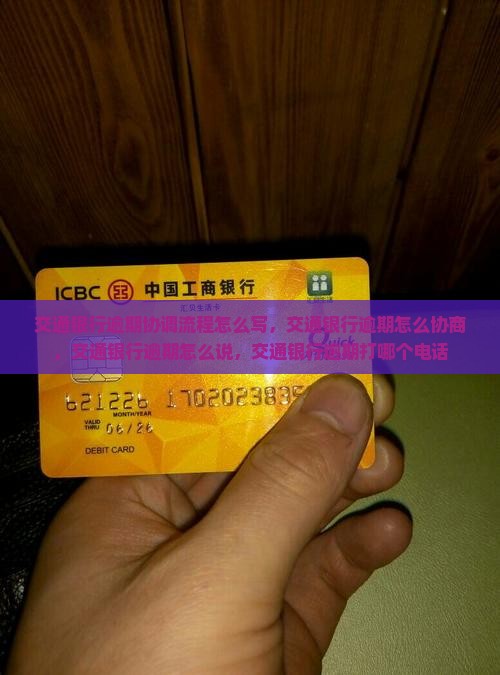 ICBC 中国工商银行
汇贝生活卡
交通银行逾期协调流程怎么写，交通银行逾期怎么协商
，交通银行逾期怎么说，交通银行逾期打哪个电话
Quick
621226 170202383
MONTH/YEAR
VALID
THRU 06/26
DEBIT CARD